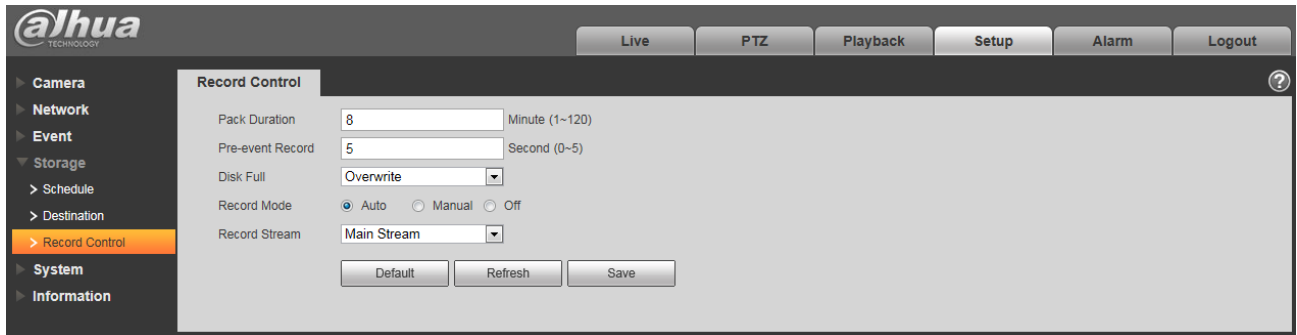 alhua
TECHNOLOGY
Live PTZ Playback Setup Alarm Logout
Camera
Network
Event
Storage
> Schedule
> Destination
> Record Control
System
Information
Record Control
?
Pack Duration 8 Minute (1~120)
Pre-event Record 5 Second (0~5)
Disk Full Overwrite
Record Mode Auto Manual Off
Record Stream Main Stream
Default Refresh Save